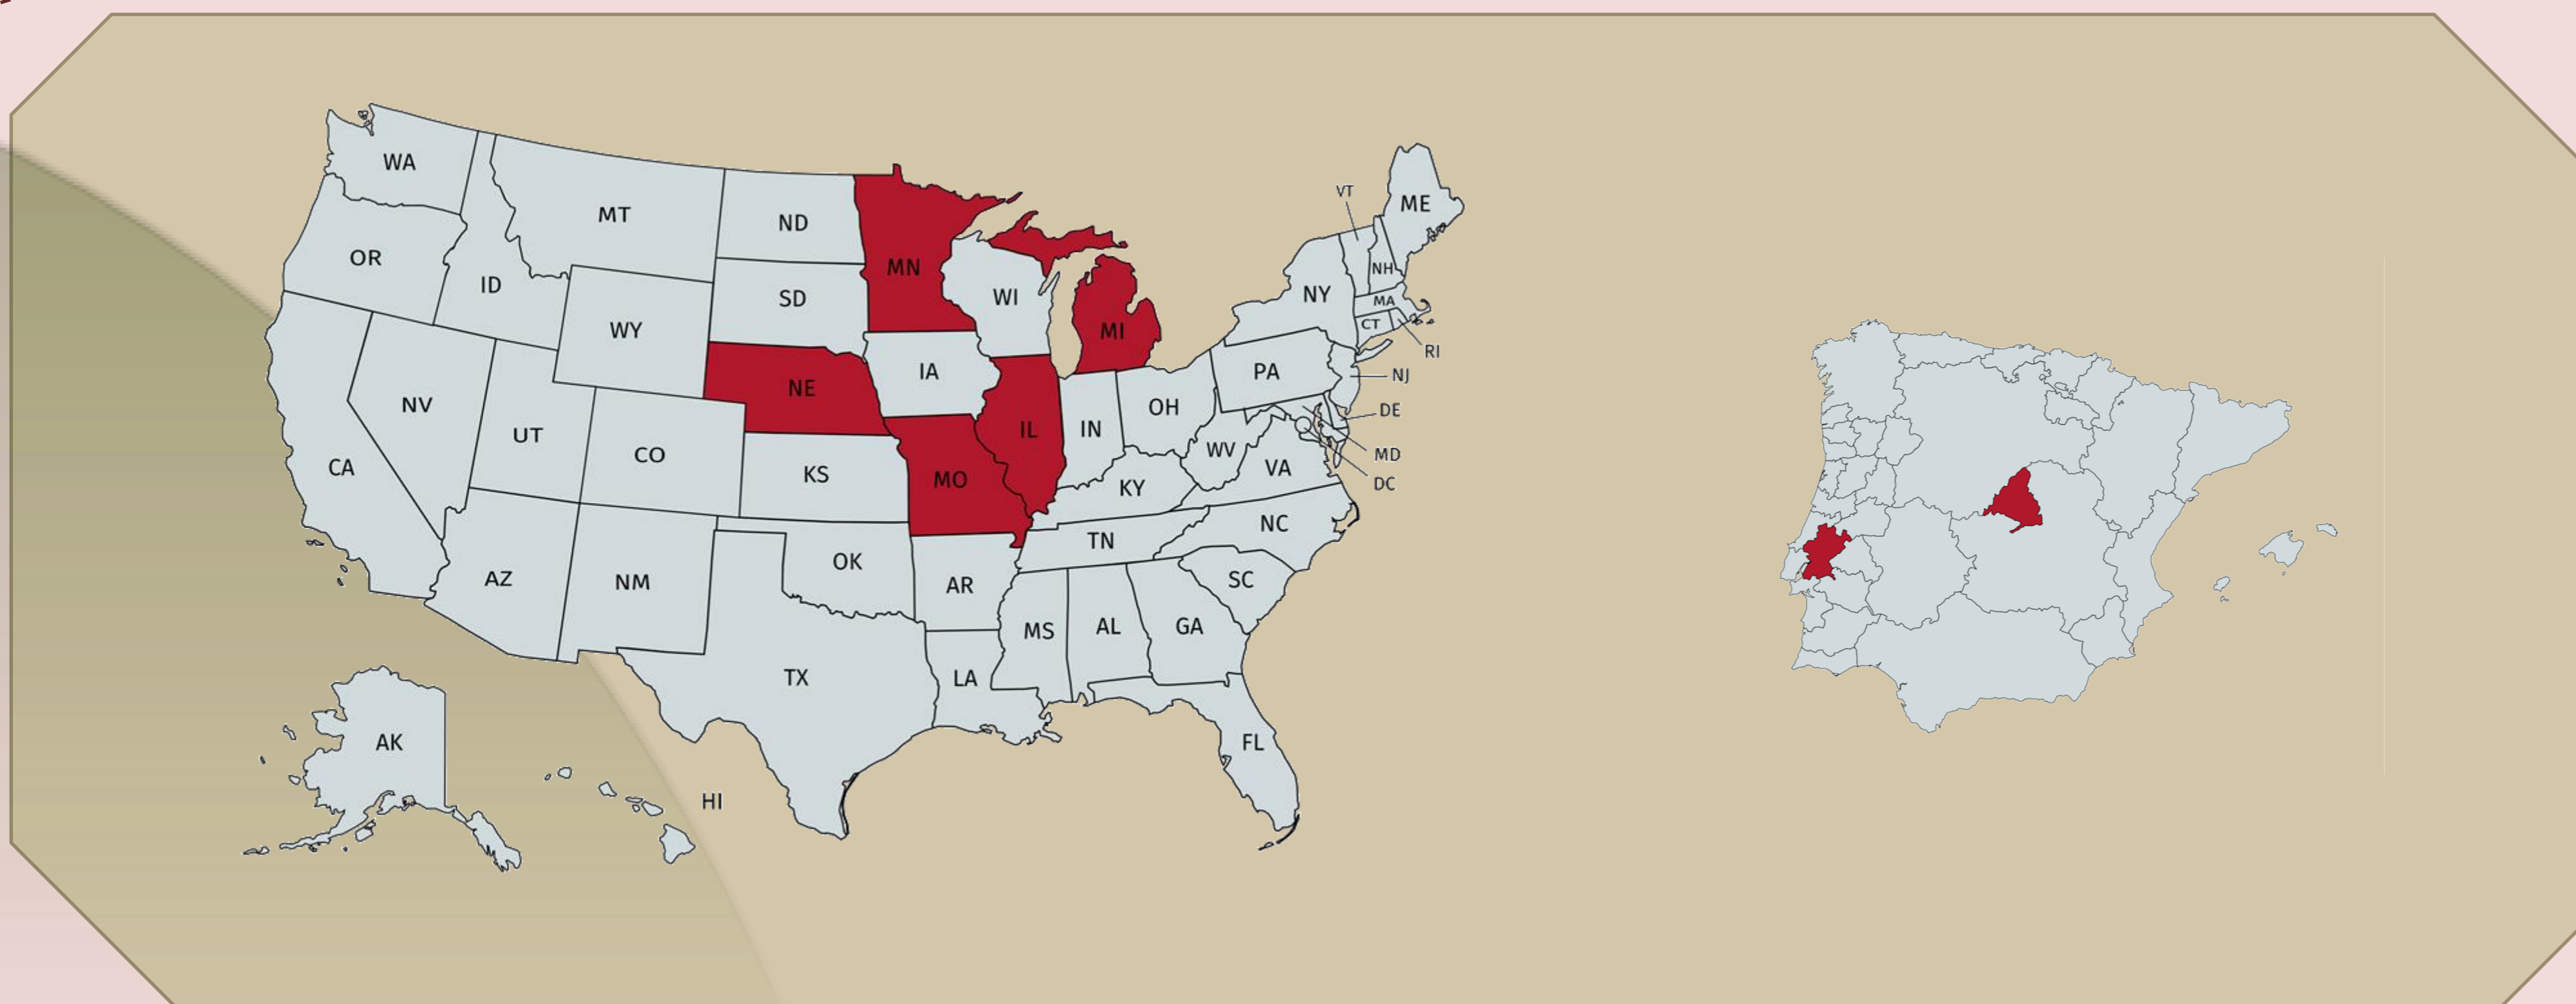 WA
MT
ND
MN
VT
ME
OR
ID
SD
WI
NY
NH
MA
CT
RI
WY
MI
NE
IA
PA
NJ
NV
UT
CO
IL
IN
OH
DE
CA
KS
MO
WV
VA
MD
DC
KY
AZ
NM
OK
AR
TN
NC
SC
TX
LA
MS
AL
GA
AK
HI
FL